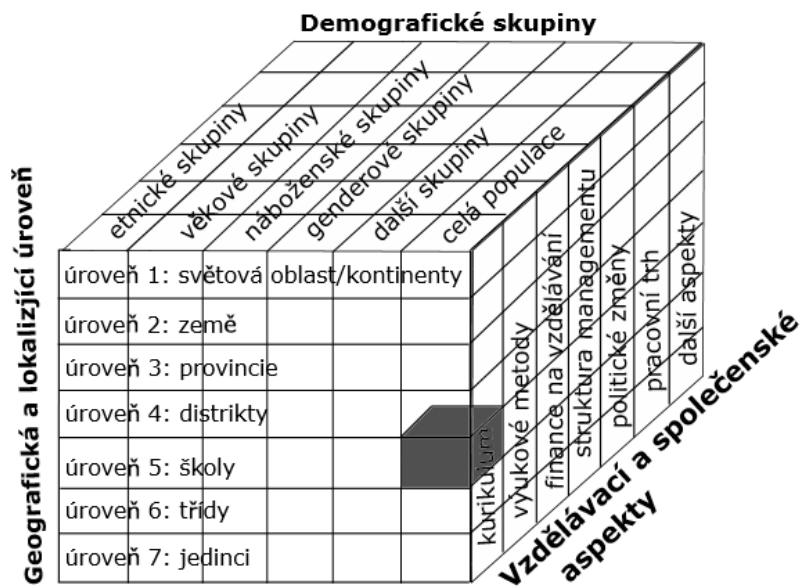 Demografické skupiny
etnické skupiny
věkové skupiny
náboženské skupiny
genderové skupiny
další skupiny
celá populace
Geografická a lokalizjící úroveň
úroveň 1: světová oblast/kontinenty
úroveň 2: země
úroveň 3: provincie
úroveň 4: distrikty
úroveň 5: školy
úroveň 6: třídy
úroveň 7: jedinci
kurikulum
výukové metody
finance na vzdělávání
struktura managementu
politické změny
pracovní trh
další aspekty
Vzdělávací a společenské
aspekty